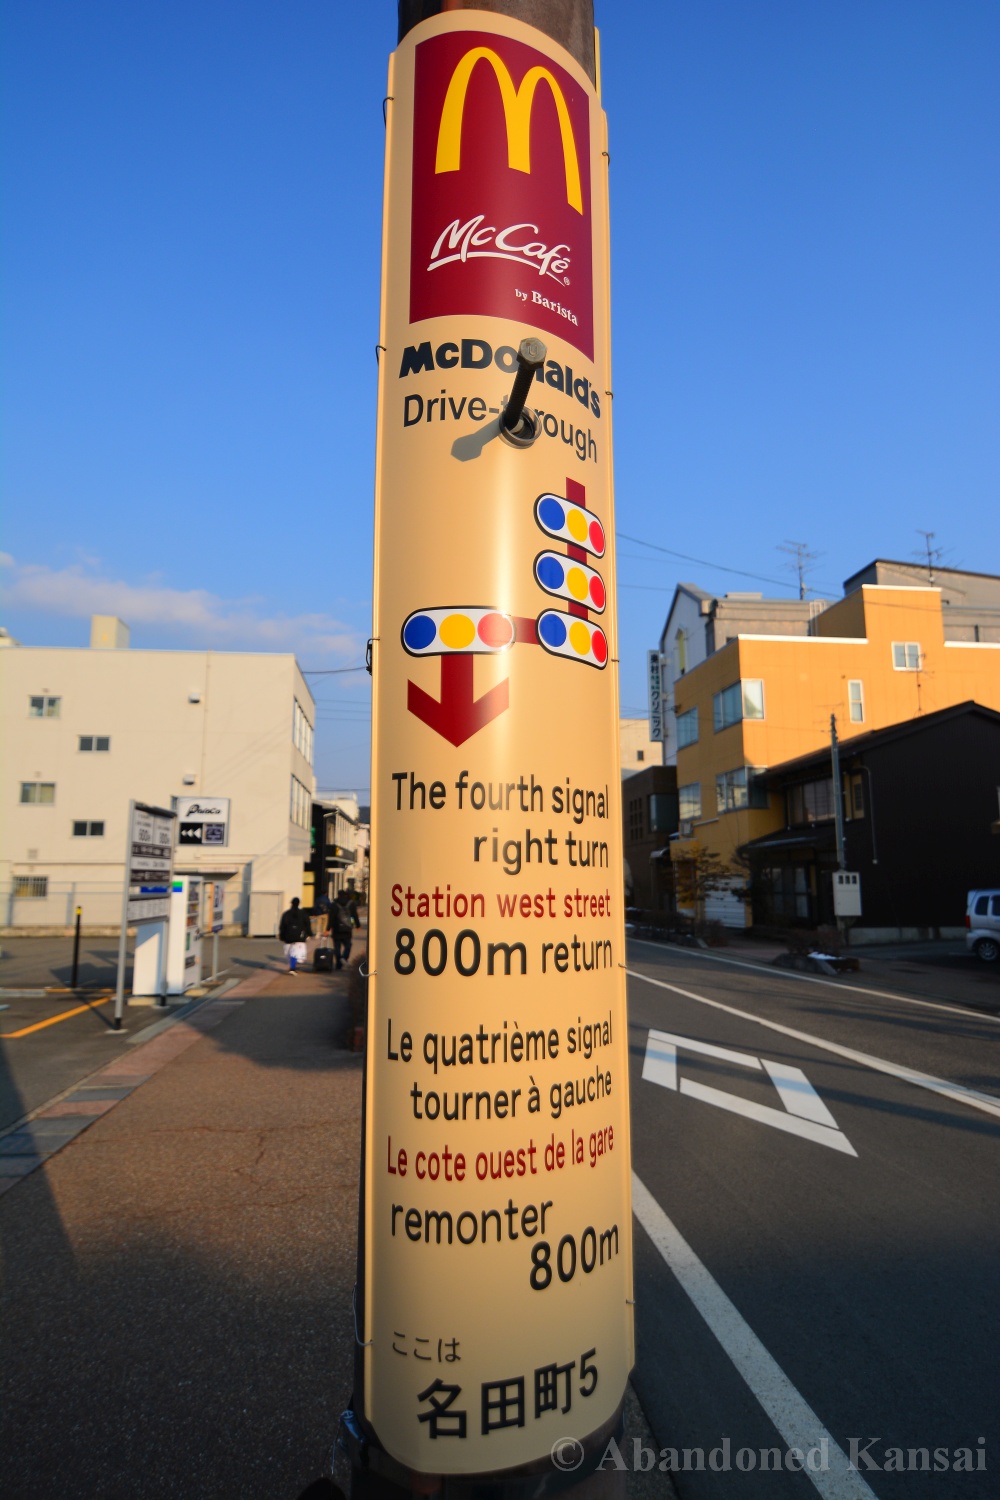 McCafé
by Barista
McDonald's
Drive-through
The fourth signal
right turn
Station west street
800m return
Le quatrième signal
tourner à gauche
Le cote ouest de la gare
remonter
800m
ここは
名田町5
© Abandoned Kansai